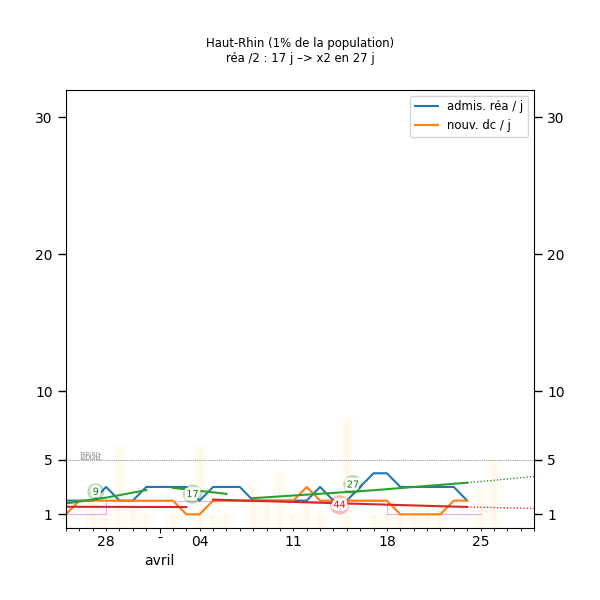 Haut-Rhin (1% de la population)
réa /2 : 17 j –> x2 en 27 j
admis. réa / j
nouv. dc / j
30 30
20 20
10 10
5 5
1 1
9
17
27
44
28 - 04 11 18 25
avril